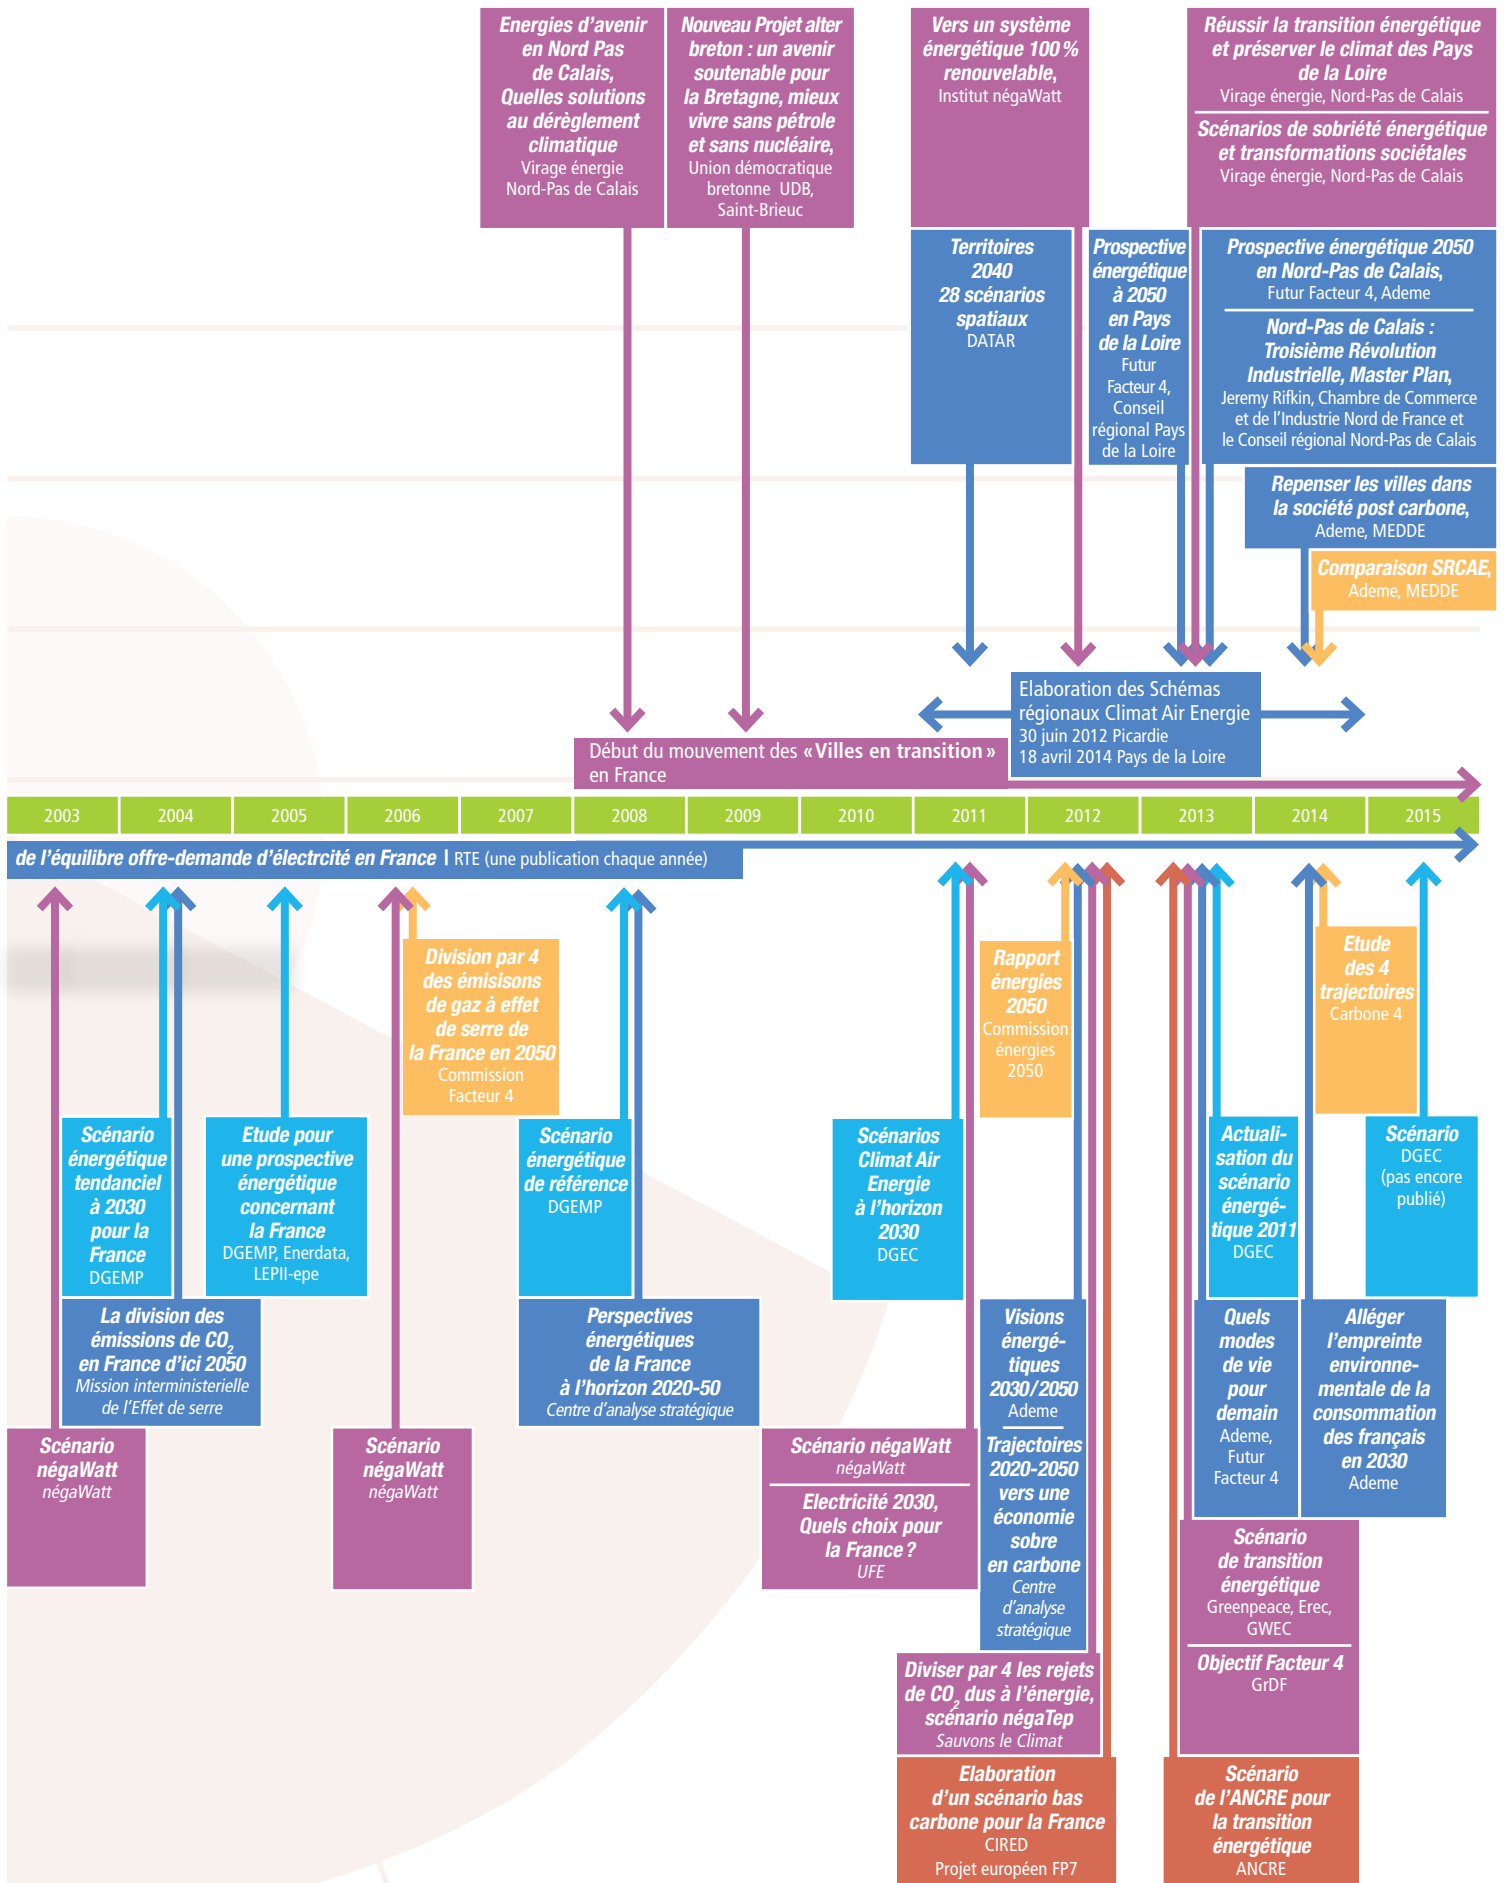 Energies d’avenir
en Nord Pas
de Calais,
Quelles solutions
au dérèglement
climatique
Virage énergie
Nord-Pas de Calais
Nouveau Projet alter
breton : un avenir
soutenable pour
la Bretagne, mieux
vivre sans pétrole
et sans nucléaire,
Union démocratique
bretonne UDB,
Saint-Brieuc
Vers un système
énergétique 100 %
renouvelable,
Institut négaWatt
Réussir la transition énergétique
et préserver le climat des Pays
de la Loire
Virage énergie, Nord-Pas de Calais
Scénarios de sobriété énergétique
et transformations sociétales
Virage énergie, Nord-Pas de Calais
Territoires
2040
28 scénarios
spatiaux
DATAR
Prospective
énergétique
à 2050
en Pays
de la Loire
Futur
Facteur 4,
Conseil
régional Pays
de la Loire
Prospective énergétique 2050
en Nord-Pas de Calais,
Futur Facteur 4, Ademe
Nord-Pas de Calais :
Troisième Révolution
Industrielle, Master Plan,
Jeremy Rifkin, Chambre de Commerce
et de l’Industrie Nord de France et
le Conseil régional Nord-Pas de Calais
Repenser les villes dans
la société post carbone,
Ademe, MEDDE
Comparaison SRCAE,
Ademe, MEDDE
Elaboration des Schémas
régionaux Climat Air Energie
30 juin 2012 Picardie
18 avril 2014 Pays de la Loire
Début du mouvement des « Villes en transition »
en France
2003 2004 2005 2006 2007 2008 2009 2010 2011 2012 2013 2014 2015
de l’équilibre offre-demande d’électrcité en France | RTE (une publication chaque année)
Division par 4
des émisisons
de gaz à effet
de serre de
la France en 2050
Commission
Facteur 4
Rapport
énergies
2050
Commission
énergies
2050
Etude
des 4
trajectoires
Carbone 4
Scénario
énergétique
tendanciel
à 2030
pour la
France
DGEMP
Etude pour
une prospective
énergétique
concernant
la France
DGEMP, Enerdata,
LEPII-epe
Scénario
énergétique
de référence
DGEMP
Scénarios
Climat Air
Energie
à l’horizon
2030
DGEC
Actuali-
sation du
scénario
énergé-
tique 2011
DGEC
Scénario
DGEC
(pas encore
publié)
La division des
émissions de CO2
en France d’ici 2050
Mission interministerielle
de l’Effet de serre
Perspectives
énergétiques
de la France
à l’horizon 2020-50
Centre d’analyse stratégique
Visions
énergé-
tiques
2030/2050
Ademe
Trajectoires
2020-2050
vers une
économie
sobre
en carbone
Centre
d’analyse
stratégique
Quels
modes
de vie
pour
demain
Ademe,
Futur
Facteur 4
Alléger
l’empreinte
environne-
mentale de la
consommation
des français
en 2030
Ademe
Scénario
négaWatt
négaWatt
Scénario
négaWatt
négaWatt
Scénario négaWatt
négaWatt
Electricité 2030,
Quels choix pour
la France ?
UFE
Scénario
de transition
énergétique
Greenpeace, Erec,
GWEC
Objectif Facteur 4
GrDF
Diviser par 4 les rejets
de CO2 dus à l’énergie,
scénario négaTep
Sauvons le Climat
Elaboration
d’un scénario bas
carbone pour la France
CIRED
Projet européen FP7
Scénario
de l’ANCRE pour
la transition
énergétique
ANCRE